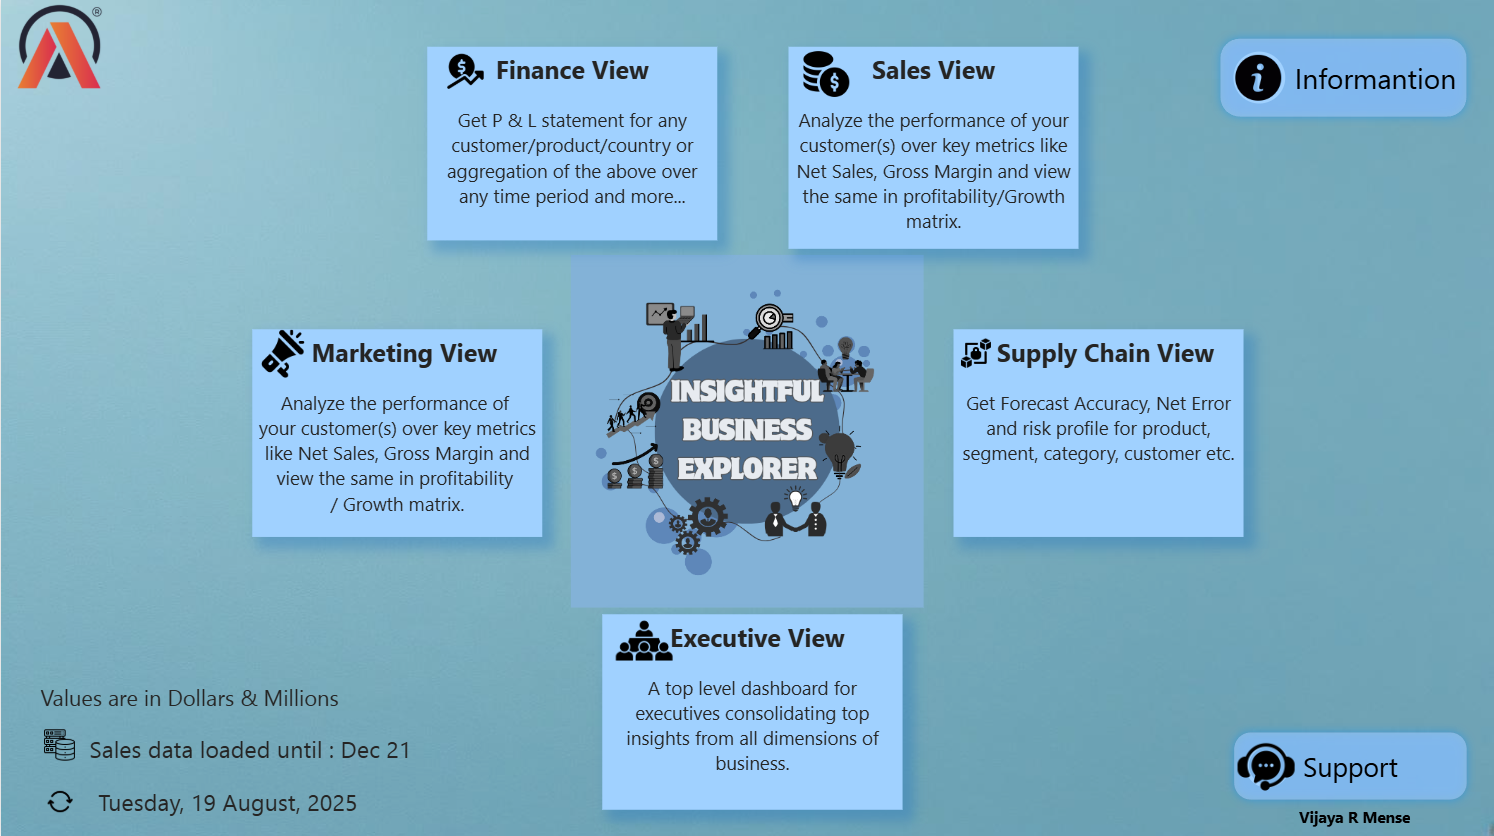 ®
Finance View
Get P & L statement for any
customer/product/country or
aggregation of the above over
any time period and more...
Sales View
Analyze the performance of your
customer(s) over key metrics like
Net Sales, Gross Margin and view
the same in profitability/Growth
matrix.
Informantion
Marketing View
Analyze the performance of
your customer(s) over key metrics
like Net Sales, Gross Margin and
view the same in profitability
/ Growth matrix.
INSIGHTFUL
BUSINESS
EXPLORER
Supply Chain View
Get Forecast Accuracy, Net Error
and risk profile for product,
segment, category, customer etc.
Executive View
A top level dashboard for
executives consolidating top
insights from all dimensions of
business.
Values are in Dollars & Millions
Sales data loaded until : Dec 21
Tuesday, 19 August, 2025
Support
Vijaya R Mense